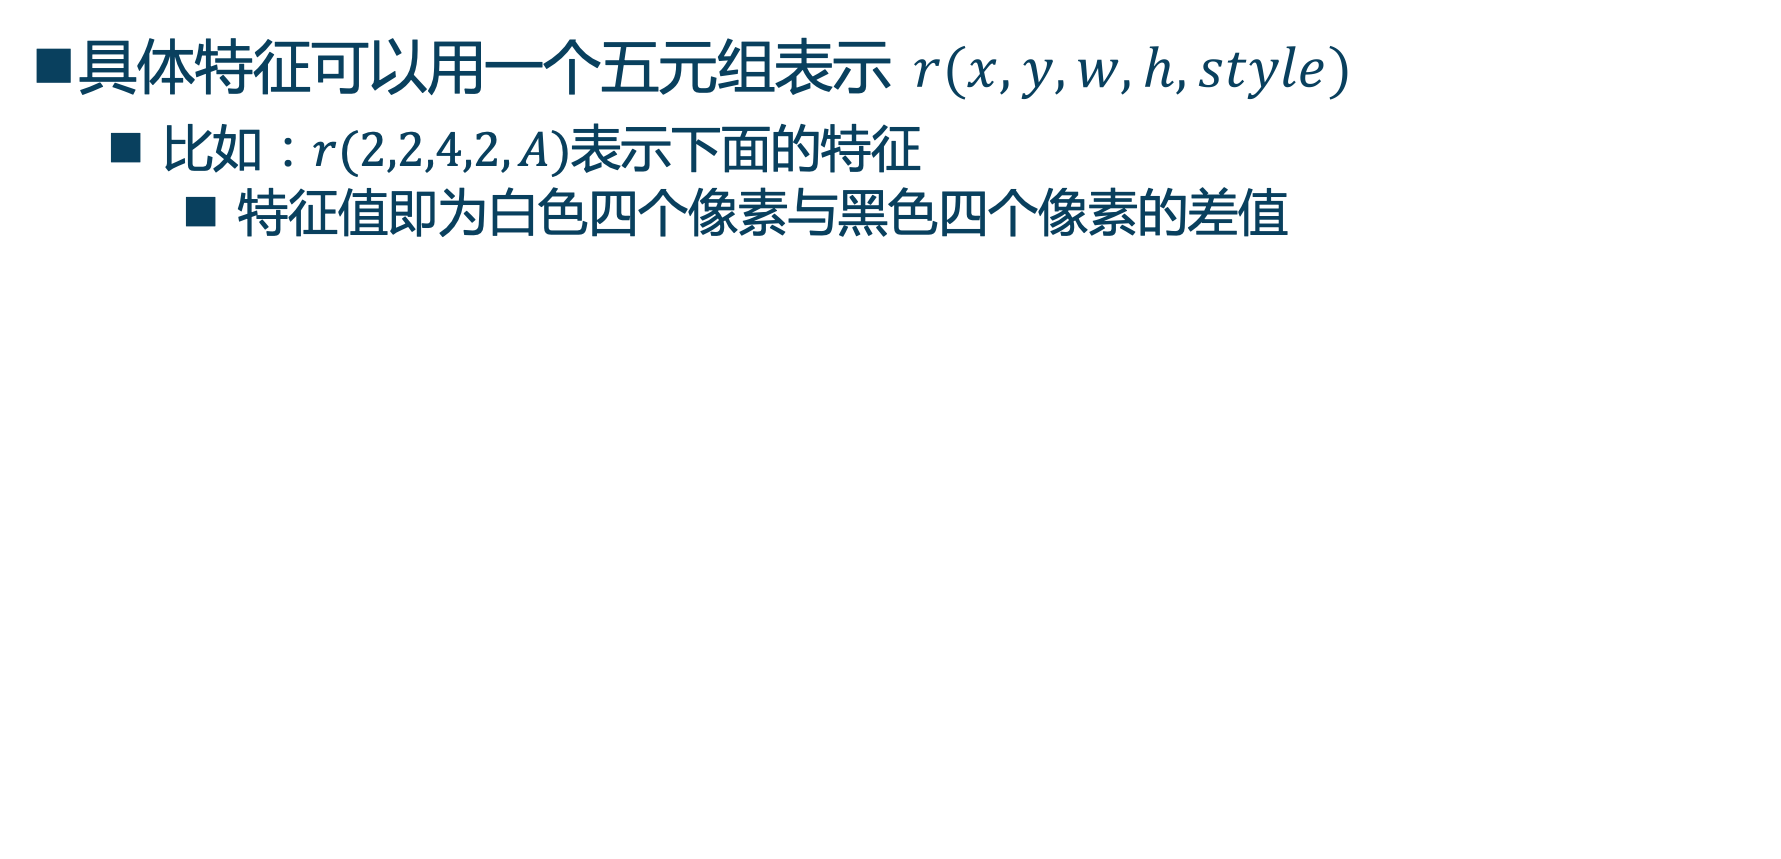 ■具体特征可以用一个五元组表示 r(x, y, w, h, style)
■ 比如：r(2,2,4,2, A)表示下面的特征
■ 特征值即为白色四个像素与黑色四个像素的差值